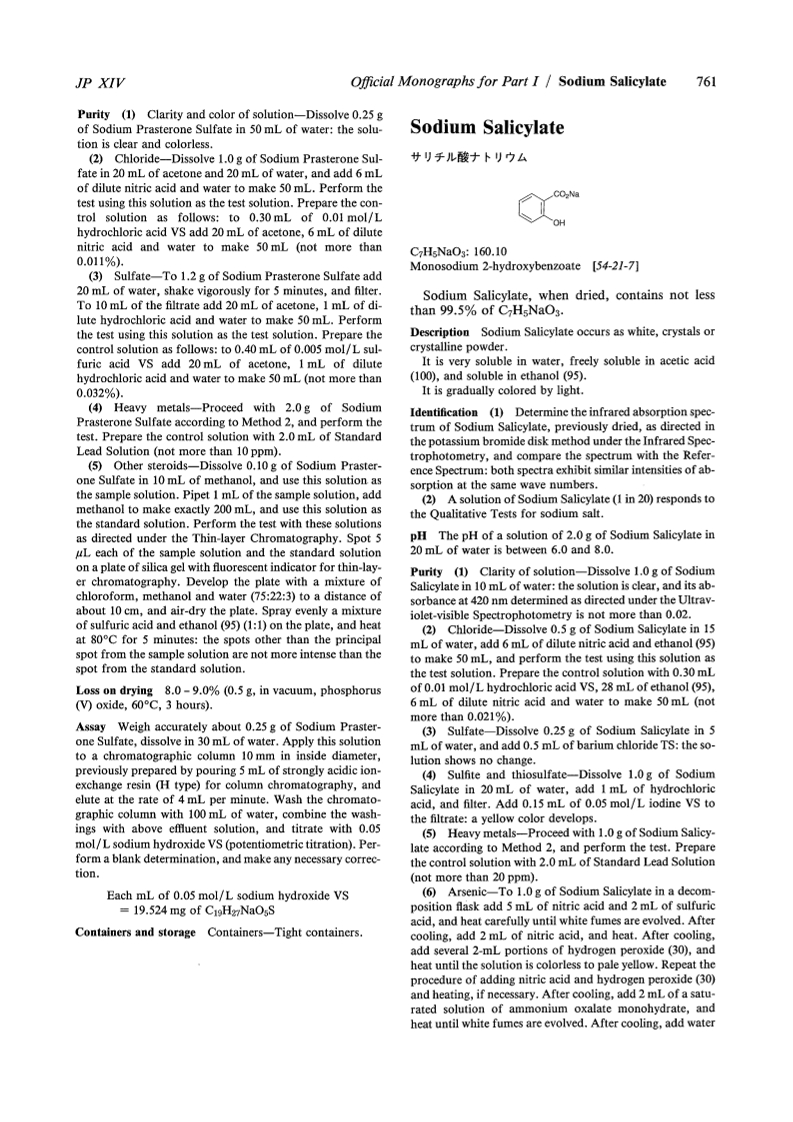 JP XIV
Official Monographs for Part I / Sodium Salicylate 761
Purity (1) Clarity and color of solution—Dissolve 0.25 g
of Sodium Prasterone Sulfate in 50 mL of water: the solu-
tion is clear and colorless.
(2) Chloride—Dissolve 1.0 g of Sodium Prasterone Sul-
fate in 20 mL of acetone and 20 mL of water, and add 6 mL
of dilute nitric acid and water to make 50 mL. Perform the
test using this solution as the test solution. Prepare the con-
trol solution as follows: to 0.30 mL of 0.01 mol/L
hydrochloric acid VS add 20 mL of acetone, 6 mL of dilute
nitric acid and water to make 50 mL (not more than
0.011%).
(3) Sulfate—To 1.2 g of Sodium Prasterone Sulfate add
20 mL of water, shake vigorously for 5 minutes, and filter.
To 10 mL of the filtrate add 20 mL of acetone, 1 mL of di-
lute hydrochloric acid and water to make 50 mL. Perform
the test using this solution as the test solution. Prepare the
control solution as follows: to 0.40 mL of 0.005 mol/L sul-
furic acid VS add 20 mL of acetone, 1 mL of dilute
hydrochloric acid and water to make 50 mL (not more than
0.032%).
(4) Heavy metals—Proceed with 2.0 g of Sodium
Prasterone Sulfate according to Method 2, and perform the
test. Prepare the control solution with 2.0 mL of Standard
Lead Solution (not more than 10 ppm).
(5) Other steroids—Dissolve 0.10 g of Sodium Praster-
one Sulfate in 10 mL of methanol, and use this solution as
the sample solution. Pipet 1 mL of the sample solution, add
methanol to make exactly 200 mL, and use this solution as
the standard solution. Perform the test with these solutions
as directed under the Thin-layer Chromatography. Spot 5
μL each of the sample solution and the standard solution
on a plate of silica gel with fluorescent indicator for thin-lay-
er chromatography. Develop the plate with a mixture of
chloroform, methanol and water (75:22:3) to a distance of
about 10 cm, and air-dry the plate. Spray evenly a mixture
of sulfuric acid and ethanol (95) (1:1) on the plate, and heat
at 80°C for 5 minutes: the spots other than the principal
spot from the sample solution are not more intense than the
spot from the standard solution.
Loss on drying 8.0 – 9.0% (0.5 g, in vacuum, phosphorus
(V) oxide, 60°C, 3 hours).
Assay Weigh accurately about 0.25 g of Sodium Praster-
one Sulfate, dissolve in 30 mL of water. Apply this solution
to a chromatographic column 10 mm in inside diameter,
previously prepared by pouring 5 mL of strongly acidic ion-
exchange resin (H type) for column chromatography, and
elute at the rate of 4 mL per minute. Wash the chromato-
graphic column with 100 mL of water, combine the wash-
ings with above effluent solution, and titrate with 0.05
mol/L sodium hydroxide VS (potentiometric titration). Per-
form a blank determination, and make any necessary correc-
tion.
Each mL of 0.05 mol/L sodium hydroxide VS
= 19.524 mg of C₁₉H₂₇NaO₅S
Containers and storage Containers—Tight containers.
Sodium Salicylate
サリチル酸ナトリウム
CO₂Na
OH
C₇H₅NaO₃: 160.10
Monosodium 2-hydroxybenzoate [54-21-7]
Sodium Salicylate, when dried, contains not less
than 99.5% of C₇H₅NaO₃.
Description Sodium Salicylate occurs as white, crystals or
crystalline powder.
It is very soluble in water, freely soluble in acetic acid
(100), and soluble in ethanol (95).
It is gradually colored by light.
Identification (1) Determine the infrared absorption spec-
trum of Sodium Salicylate, previously dried, as directed in
the potassium bromide disk method under the Infrared Spec-
trophotometry, and compare the spectrum with the Refer-
ence Spectrum: both spectra exhibit similar intensities of ab-
sorption at the same wave numbers.
(2) A solution of Sodium Salicylate (1 in 20) responds to
the Qualitative Tests for sodium salt.
pH The pH of a solution of 2.0 g of Sodium Salicylate in
20 mL of water is between 6.0 and 8.0.
Purity (1) Clarity of solution—Dissolve 1.0 g of Sodium
Salicylate in 10 mL of water: the solution is clear, and its ab-
sorbance at 420 nm determined as directed under the Ultrav-
iolet-visible Spectrophotometry is not more than 0.02.
(2) Chloride—Dissolve 0.5 g of Sodium Salicylate in 15
mL of water, add 6 mL of dilute nitric acid and ethanol (95)
to make 50 mL, and perform the test using this solution as
the test solution. Prepare the control solution with 0.30 mL
of 0.01 mol/L hydrochloric acid VS, 28 mL of ethanol (95),
6 mL of dilute nitric acid and water to make 50 mL (not
more than 0.021%).
(3) Sulfate—Dissolve 0.25 g of Sodium Salicylate in 5
mL of water, and add 0.5 mL of barium chloride TS: the so-
lution shows no change.
(4) Sulfite and thiosulfate—Dissolve 1.0 g of Sodium
Salicylate in 20 mL of water, add 1 mL of hydrochloric
acid, and filter. Add 0.15 mL of 0.05 mol/L iodine VS to
the filtrate: a yellow color develops.
(5) Heavy metals—Proceed with 1.0 g of Sodium Salicy-
late according to Method 2, and perform the test. Prepare
the control solution with 2.0 mL of Standard Lead Solution
(not more than 20 ppm).
(6) Arsenic—To 1.0 g of Sodium Salicylate in a decom-
position flask add 5 mL of nitric acid and 2 mL of sulfuric
acid, and heat carefully until white fumes are evolved. After
cooling, add 2 mL of nitric acid, and heat. After cooling,
add several 2-mL portions of hydrogen peroxide (30), and
heat until the solution is colorless to pale yellow. Repeat the
procedure of adding nitric acid and hydrogen peroxide (30)
and heating, if necessary. After cooling, add 2 mL of a satu-
rated solution of ammonium oxalate monohydrate, and
heat until white fumes are evolved. After cooling, add water